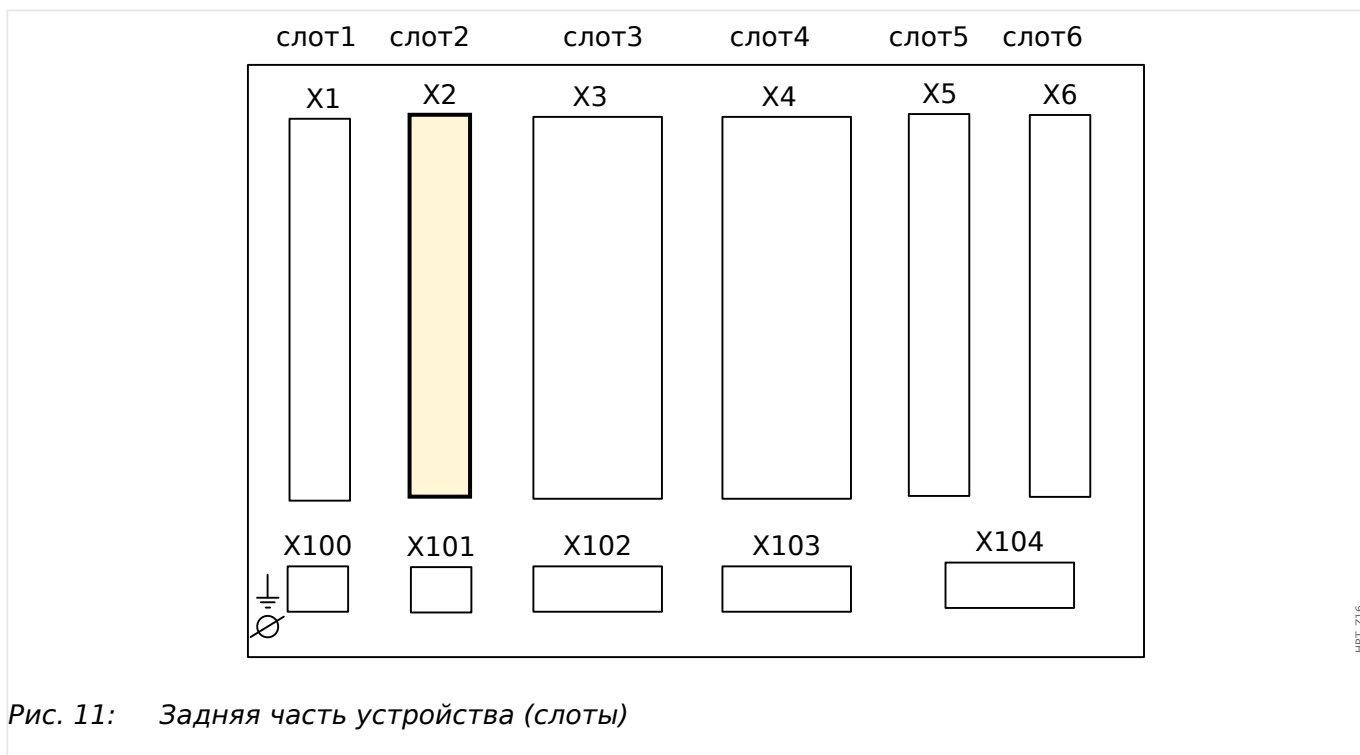 слот1 слот2 слот3 слот4 слот5 слот6
X1 X2 X3 X4 X5 X6
X100 X101 X102 X103 X104
Рис. 11: Задняя часть устройства (слоты)